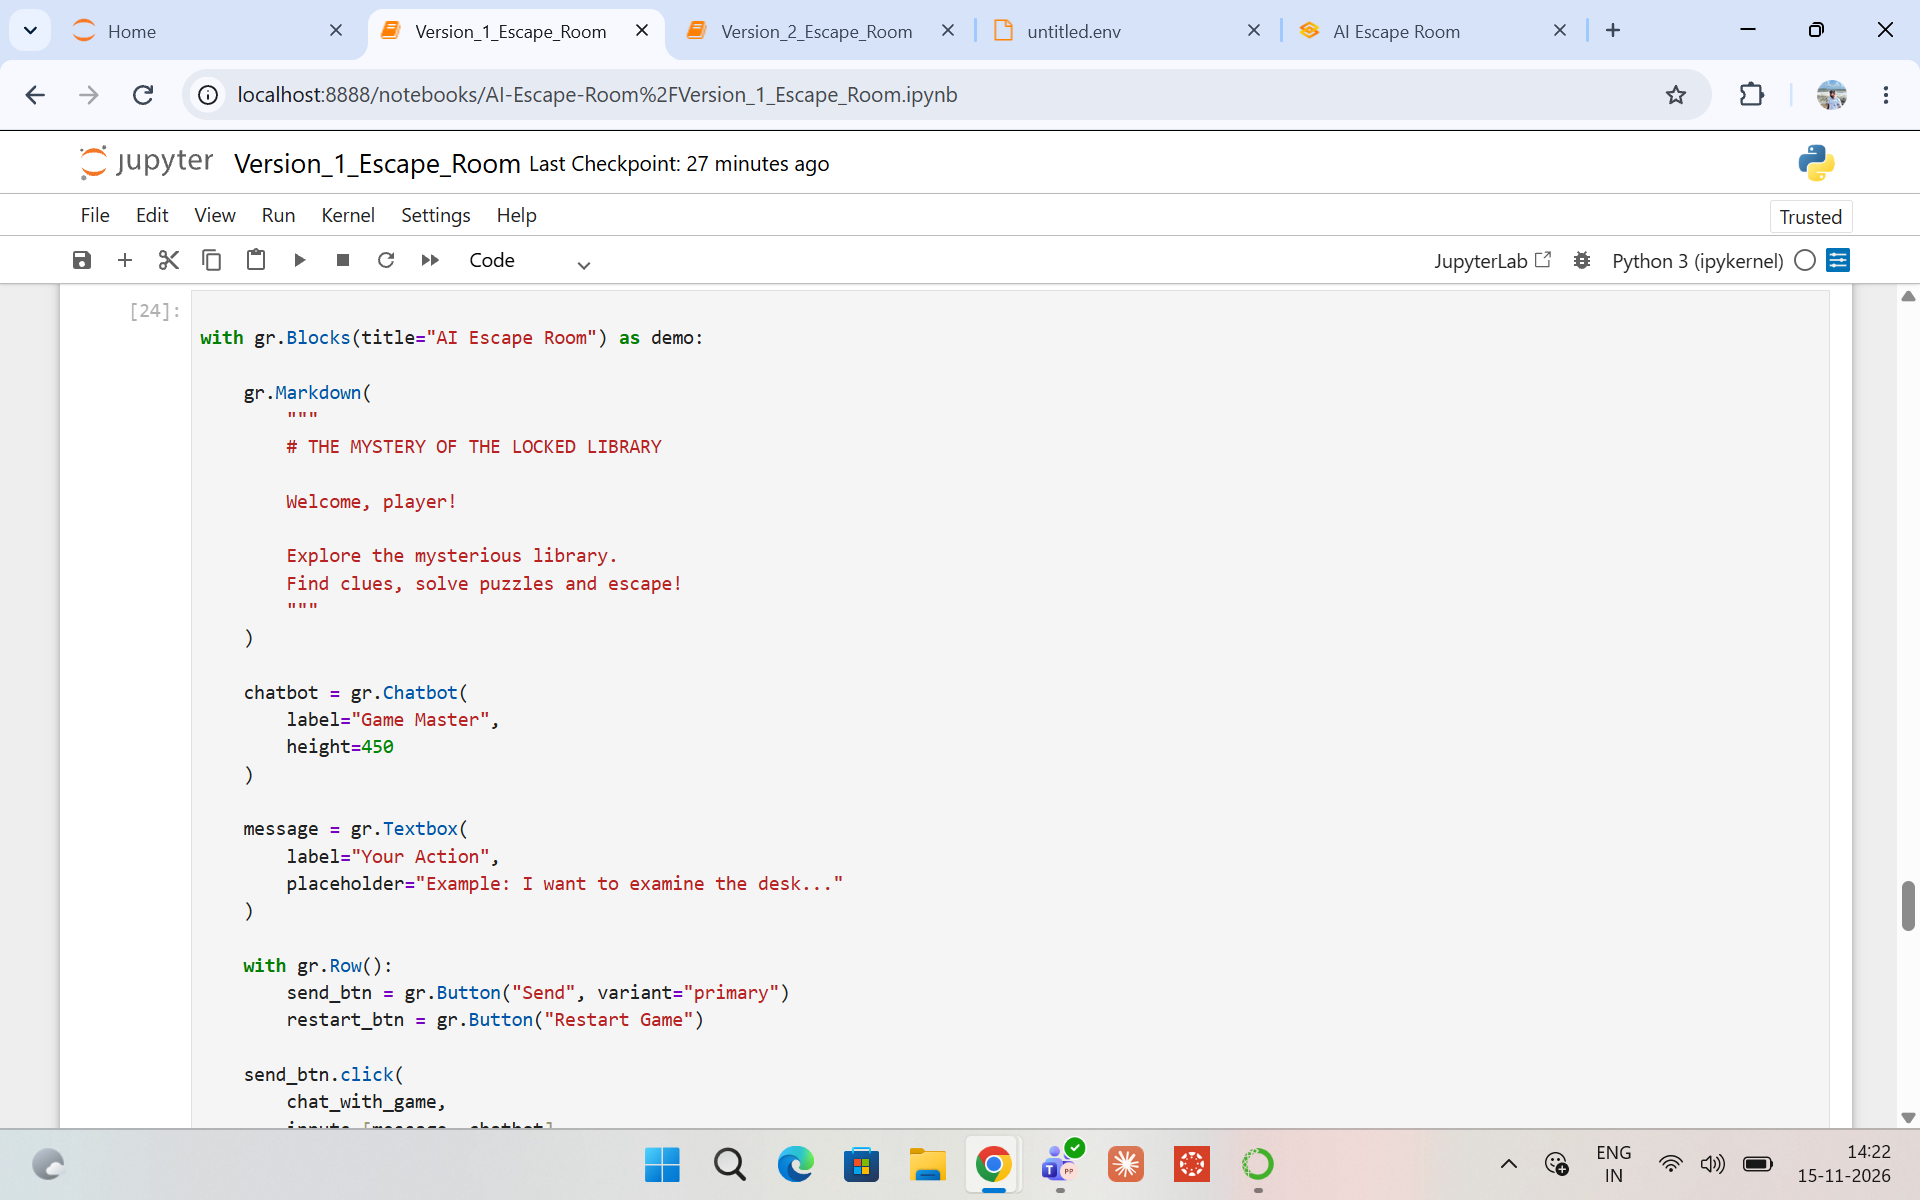 Home
Version_1_Escape_Room
Version_2_Escape_Room
untitled.env
AI Escape Room
localhost:8888/notebooks/AI-Escape-Room%2FVersion_1_Escape_Room.ipynb
jupyter Version_1_Escape_Room Last Checkpoint: 27 minutes ago
File Edit View Run Kernel Settings Help
Trusted
Code
JupyterLab
Python 3 (ipykernel)
[24]:
with gr.Blocks(title="AI Escape Room") as demo:
gr.Markdown(
"""
# THE MYSTERY OF THE LOCKED LIBRARY
Welcome, player!
Explore the mysterious library.
Find clues, solve puzzles and escape!
"""
)
chatbot = gr.Chatbot(
label="Game Master",
height=450
)
message = gr.Textbox(
label="Your Action",
placeholder="Example: I want to examine the desk..."
)
with gr.Row():
send_btn = gr.Button("Send", variant="primary")
restart_btn = gr.Button("Restart Game")
send_btn.click(
chat_with_game,
inputs=[message, chatbot]
T
PP
ENG
IN
14:22
15-11-2026